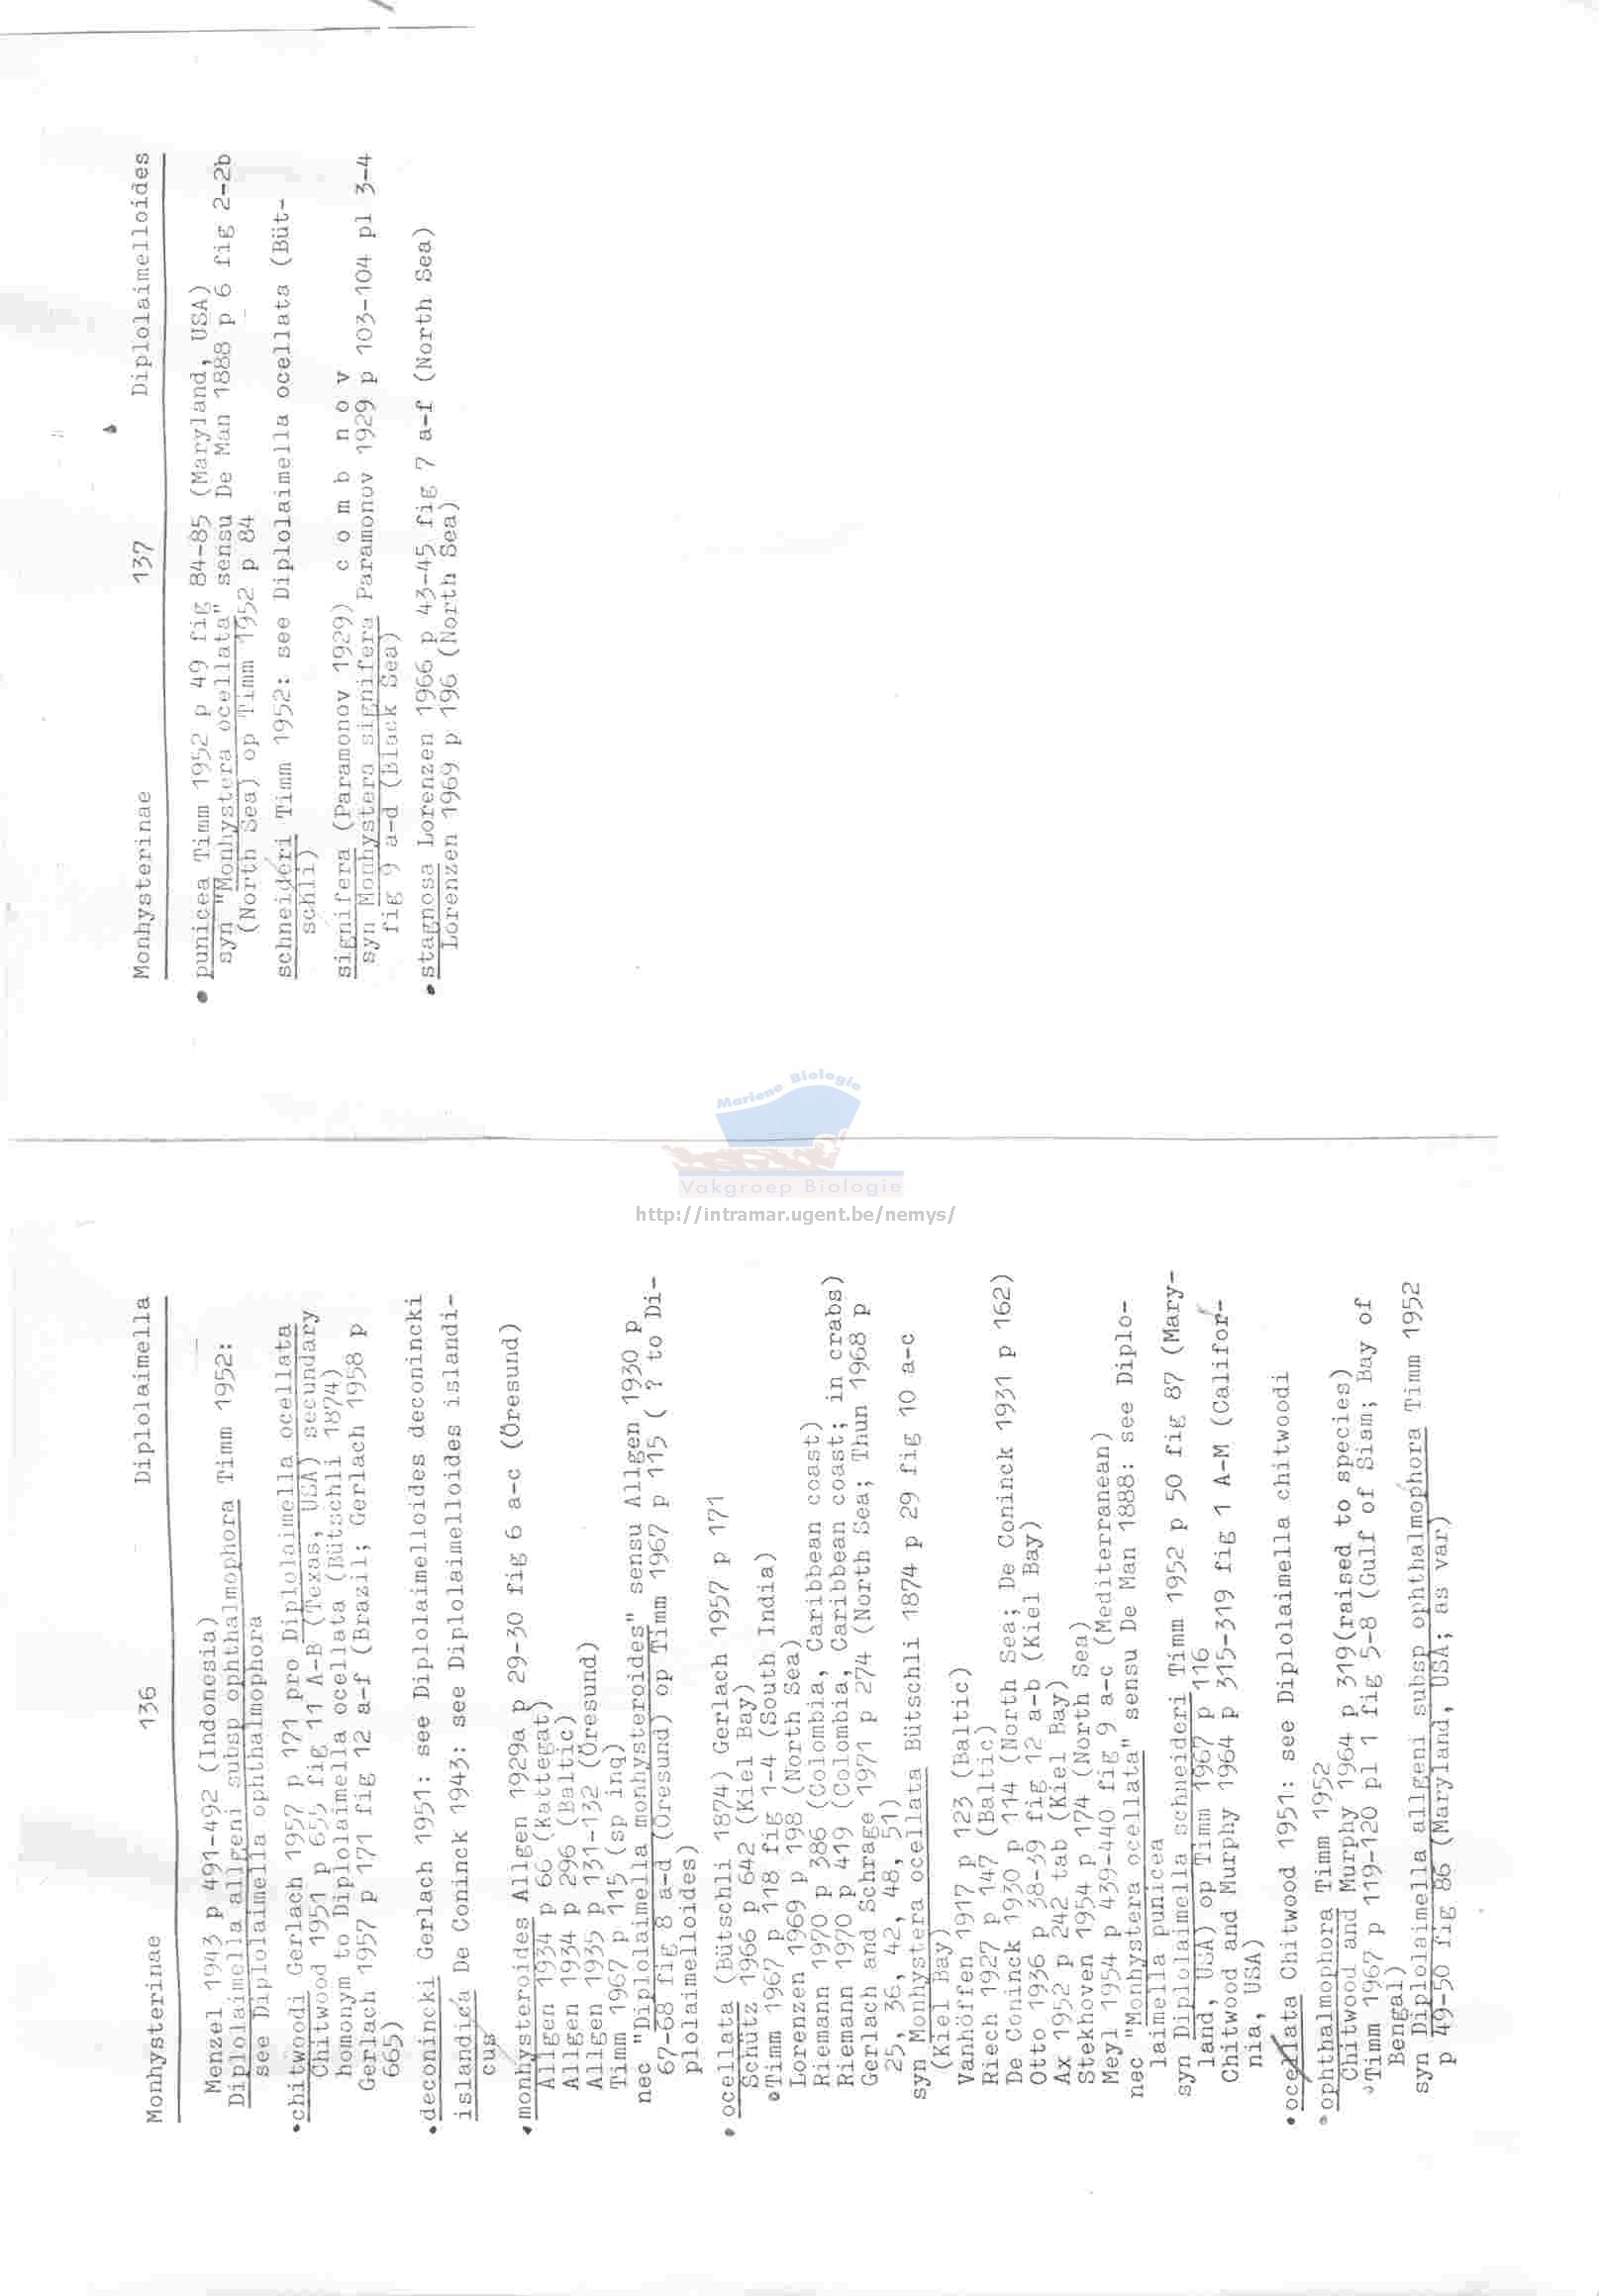 Monhysterinae 136 Diplolaimella
Menzel 1943 p 491-492 (Indonesia)
Diplolaimella allgeni subsp ophthalmophora Timm 1952:
see Diplolaimella ophthalmophora
•chitwoodi Gerlach 1957 p 171 pro Diplolaimella ocellata
Chitwood 1951 p 655 fig 11 A-B (Texas, USA) secundary
homonym to Diplolaimella ocellata (Bütschli 1874)
Gerlach 1957 p 171 fig 12 a-f (Brazil; Gerlach 1958 p
665)
•deconincki Gerlach 1951: see Diplolaimelloides deconincki
islandica De Coninck 1943: see Diplolaimelloides islandi-
cus
•monhysteroides Allgen 1929a p 29-30 fig 6 a-c (Öresund)
Allgen 1934 p 66 (Kattegat)
Allgen 1934 p 296 (Baltic)
Allgen 1935 p 131-132 (Öresund)
Timm 1967 p 115 (sp inq)
nec "Diplolaimella monhysteroides" sensu Allgen 1930 p
67-68 fig 8 a-d (Öresund) op Timm 1967 p 115 ( ? to Di-
plolaimelloides)
• ocellata (Bütschli 1874) Gerlach 1957 p 171
Schütz 1966 p 642 (Kiel Bay)
•Timm 1967 p 118 fig 1-4 (South India)
Lorenzen 1969 p 198 (North Sea)
Riemann 1970 p 386 (Colombia, Caribbean coast)
Riemann 1970 p 419 (Colombia, Caribbean coast; in crabs)
Gerlach and Schrage 1971 p 274 (North Sea; Thun 1968 p
25, 36, 42, 48, 51)
syn Monhystera ocellata Bütschli 1874 p 29 fig 10 a-c
(Kiel Bay)
Vanhöffen 1917 p 123 (Baltic)
Riech 1927 p 147 (Baltic)
De Coninck 1930 p 114 (North Sea; De Coninck 1931 p 162)
Otto 1936 p 38-39 fig 12 a-b (Kiel Bay)
Ax 1952 p 242 tab (Kiel Bay)
Stekhoven 1954 p 174 (North Sea)
Meyl 1954 p 439-440 fig 9 a-c (Mediterranean)
nec "Monhystera ocellata" sensu De Man 1888: see Diplo-
laimella punicea
syn Diplolaimella schneideri Timm 1952 p 50 fig 87 (Mary-
land, USA) op Timm 1967 p 116
Chitwood and Murphy 1964 p 315-319 fig 1 A-M (Califor-
nia, USA)
•ocellata Chitwood 1951: see Diplolaimella chitwoodi
•ophthalmophora Timm 1952
Chitwood and Murphy 1964 p 319(raised to species)
•Timm 1967 p 119-120 pl 1 fig 5-8 (Gulf of Siam; Bay of
Bengal)
syn Diplolaimella allgeni subsp ophthalmophora Timm 1952
p 49-50 fig 86 (Maryland, USA; as var)
Monhysterinae 137 Diplolaimelloides
• punicea Timm 1952 p 49 fig 84-85 (Maryland, USA)
syn "Monhystera ocellata" sensu De Man 1888 p 6 fig 2-2b
(North Sea) op Timm 1952 p 84
schneideri Timm 1952: see Diplolaimella ocellata (Büt-
schli)
signifera (Paramonov 1929) c o m b n o v
syn Monhystera signifera Paramonov 1929 p 103-104 pl 3-4
fig 9 a-d (Black Sea)
•stagnosa Lorenzen 1966 p 43-45 fig 7 a-f (North Sea)
Lorenzen 1969 p 196 (North Sea)
Mariene Biologie
Vakgroep Biologie
http://intramar.ugent.be/nemys/